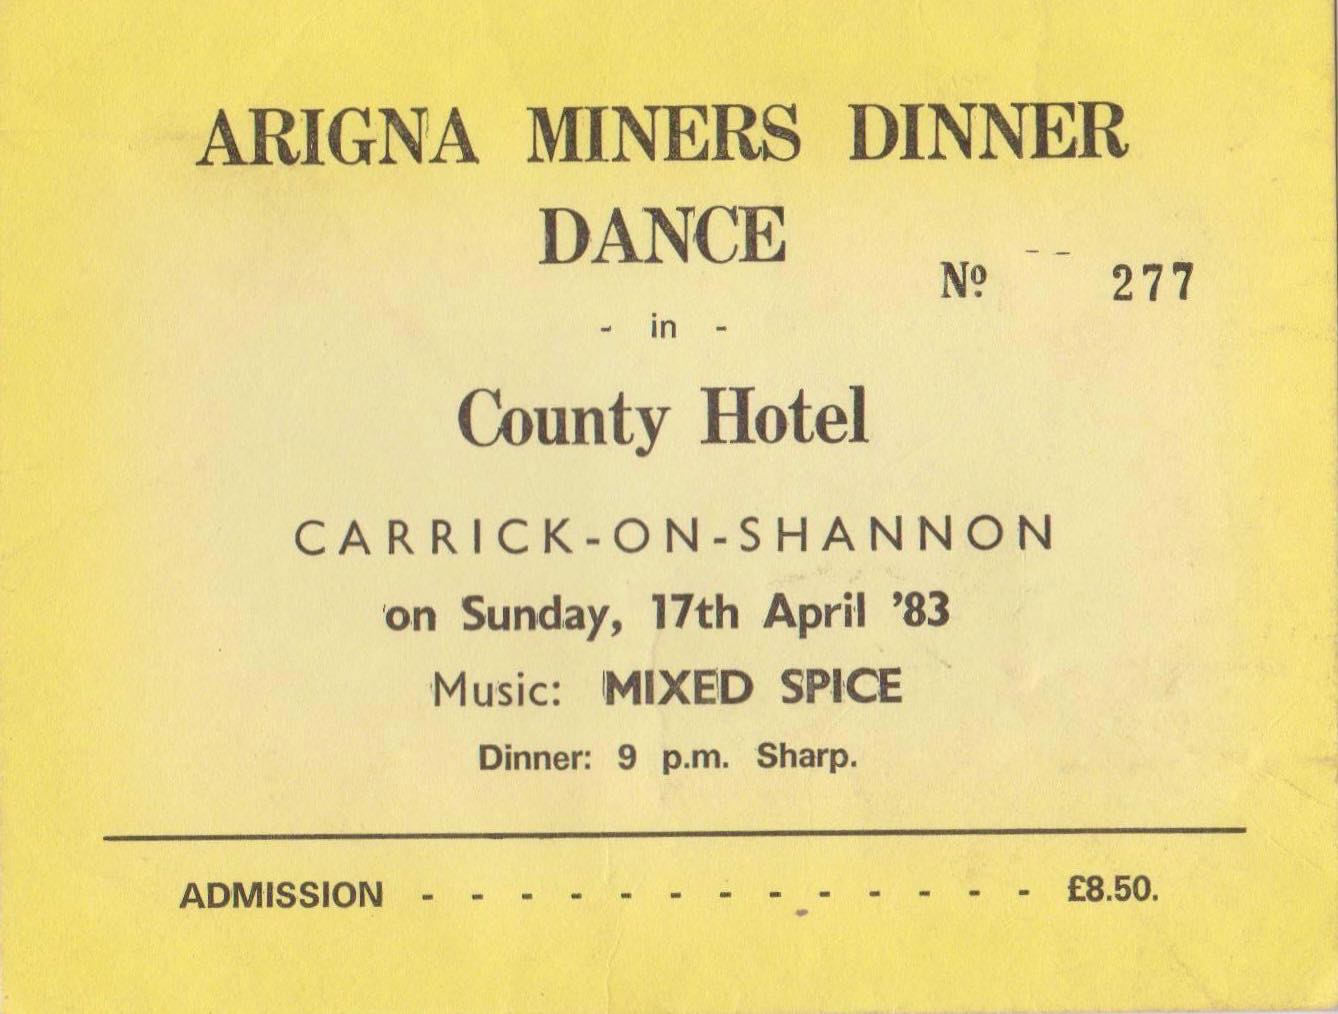 ARIGNA MINERS DINNER
DANCE
Nº 277
- in -
County Hotel
CARRICK-ON-SHANNON
on Sunday, 17th April '83
Music: MIXED SPICE
Dinner: 9 p.m. Sharp.
ADMISSION - - - - - - - - - - - - - £8.50.